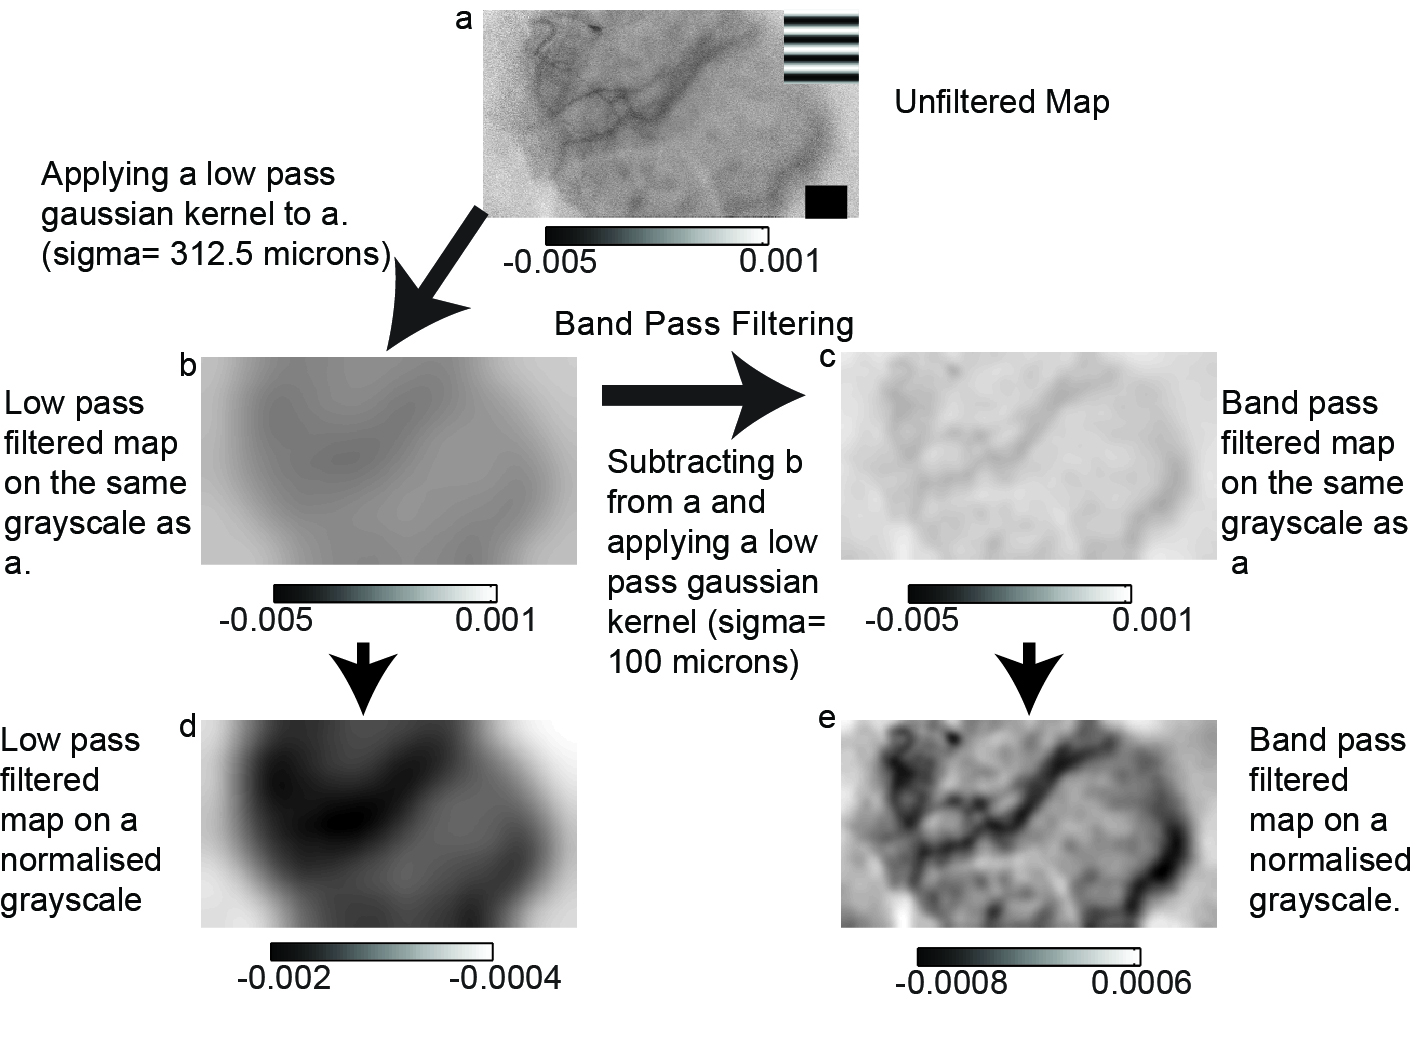 a
Unfiltered Map
Applying a low pass
gaussian kernel to a.
(sigma= 312.5 microns)
-0.005 0.001
Band Pass Filtering
b
c
Low pass
filtered map
on the same
grayscale as
a.
Subtracting b
from a and
applying a low
pass gaussian
kernel (sigma=
100 microns)
Band pass
filtered map
on the same
grayscale as
a
-0.005 0.001
-0.005 0.001
d
e
Low pass
filtered
map on a
normalised
grayscale
Band pass
filtered
map on a
normalised
grayscale.
-0.002 -0.0004
-0.0008 0.0006